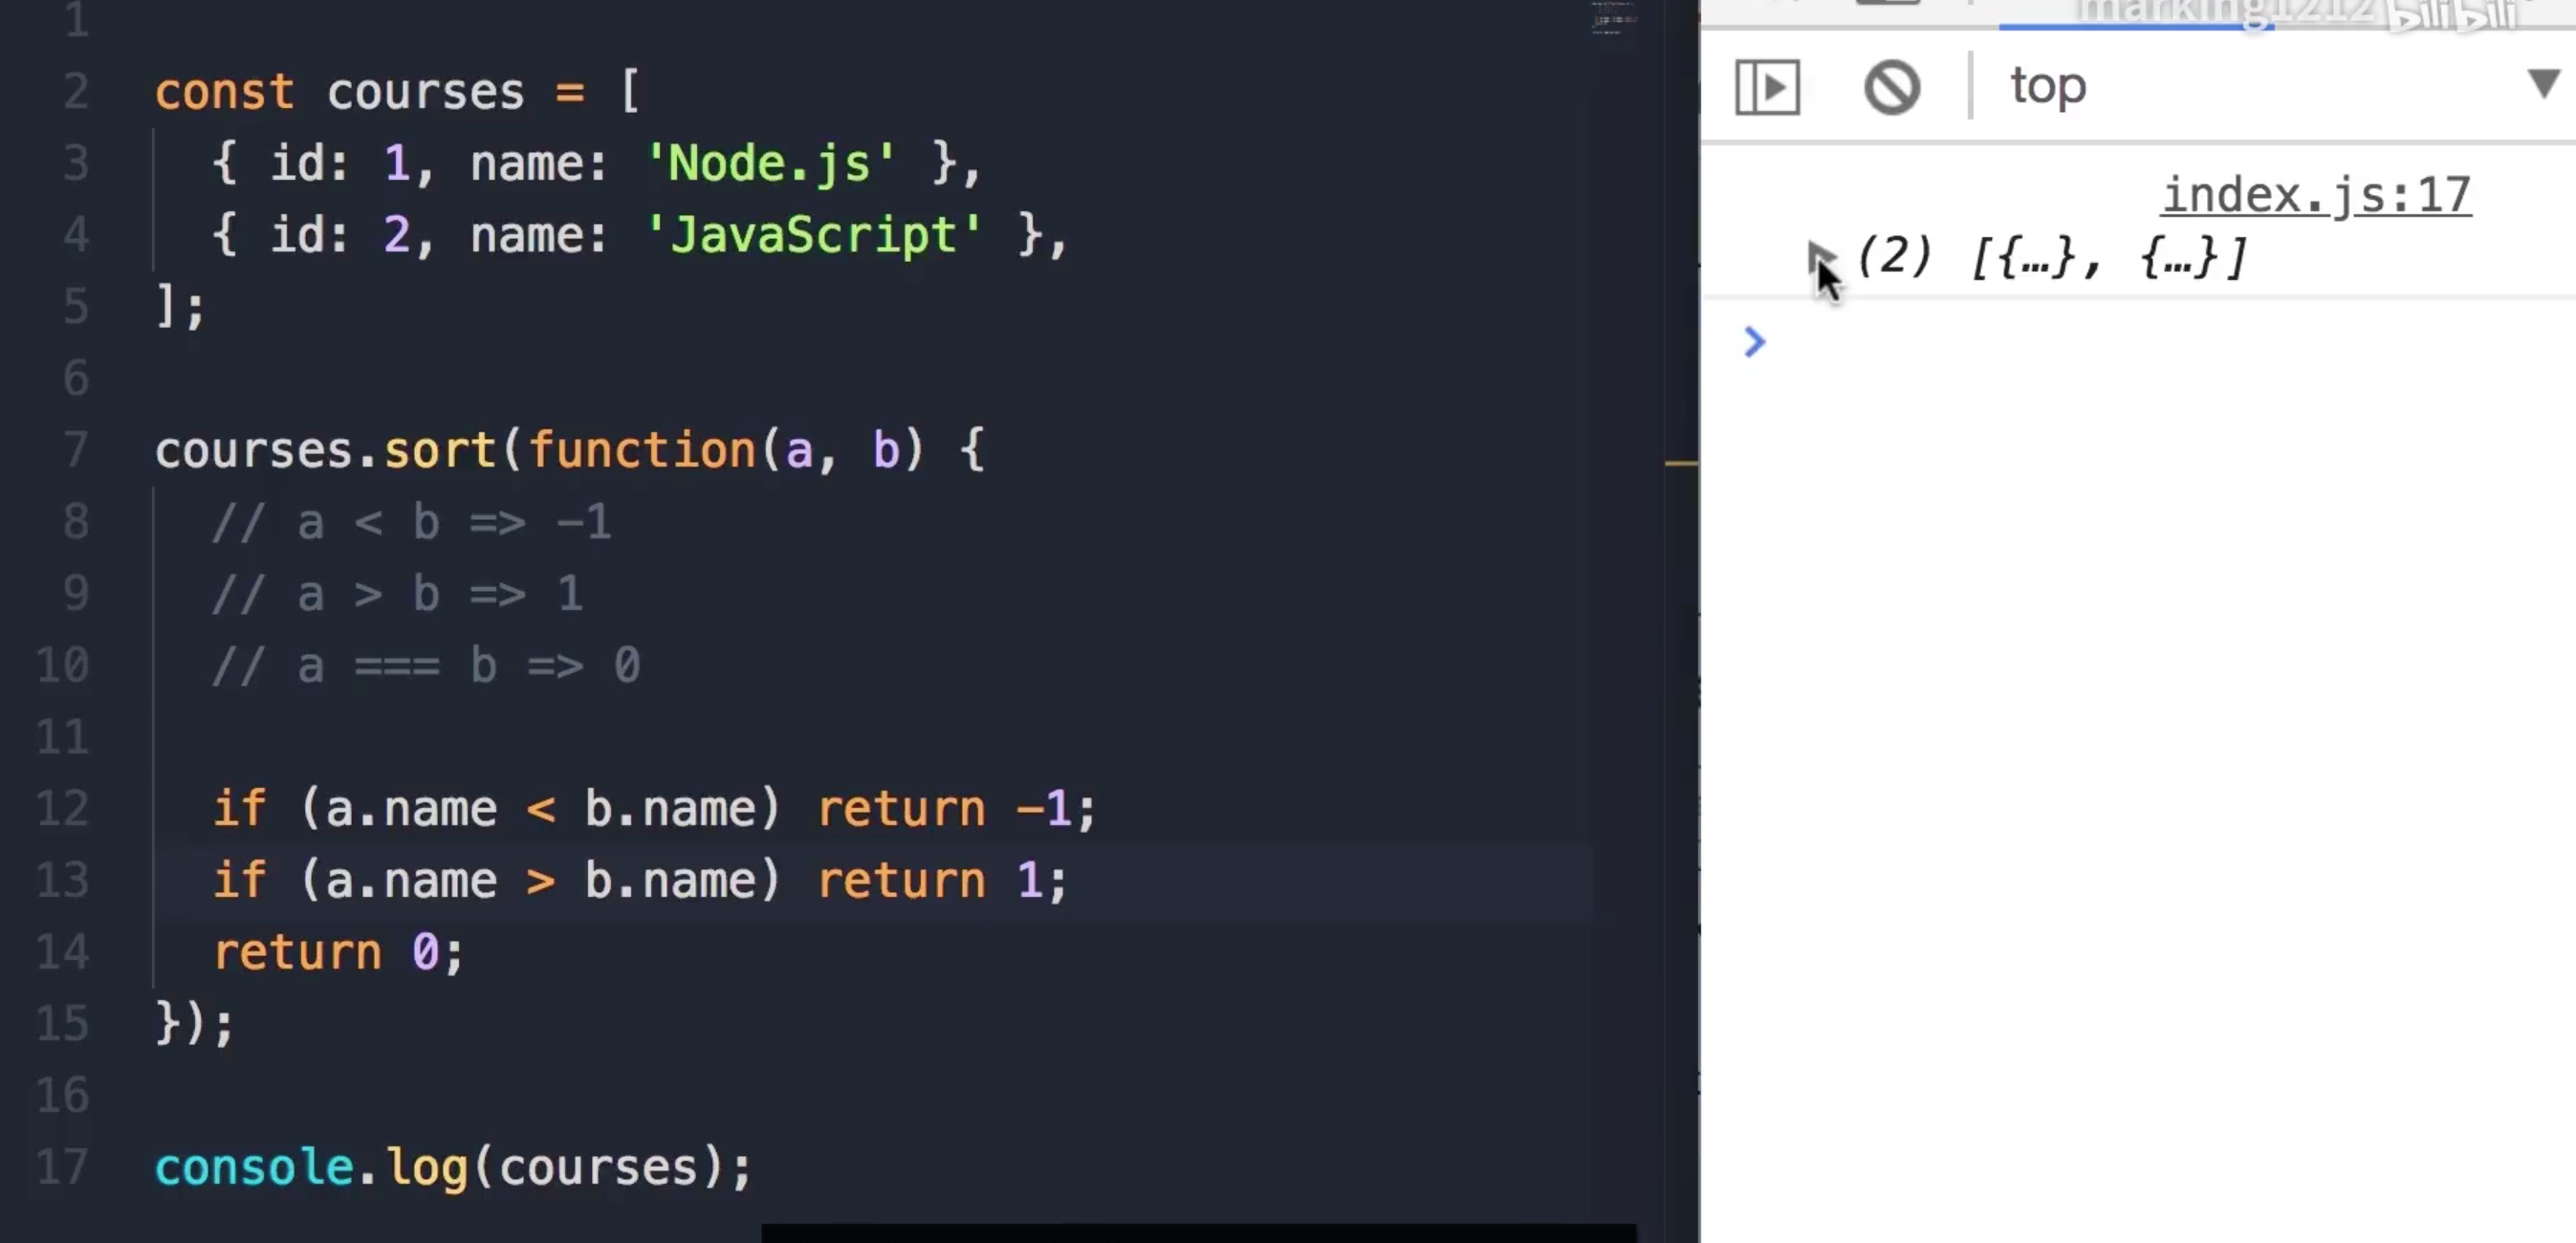 1
2 const courses = [
3 { id: 1, name: 'Node.js' },
4 { id: 2, name: 'JavaScript' },
5 ];
6
7 courses.sort(function(a, b) {
8 // a < b => -1
9 // a > b => 1
10 // a === b => 0
11
12 if (a.name < b.name) return -1;
13 if (a.name > b.name) return 1;
14 return 0;
15 });
16
17 console.log(courses);
marking1212 bilibili
top
index.js:17
(2) [{…}, {…}]